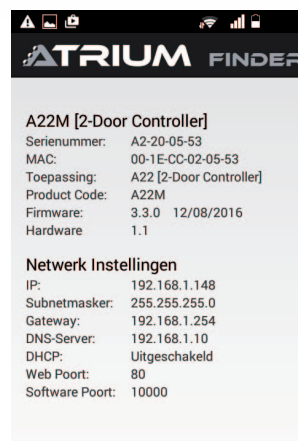 ATRIUM FINDER
A22M [2-Door Controller]
Serienummer: A2-20-05-53
MAC: 00-1E-CC-02-05-53
Toepassing: A22 [2-Door Controller]
Product Code: A22M
Firmware: 3.3.0 12/08/2016
Hardware 1.1
Netwerk Instellingen
IP: 192.168.1.148
Subnetmasker: 255.255.255.0
Gateway: 192.168.1.254
DNS-Server: 192.168.1.10
DHCP: Uitgeschakeld
Web Poort: 80
Software Poort: 10000